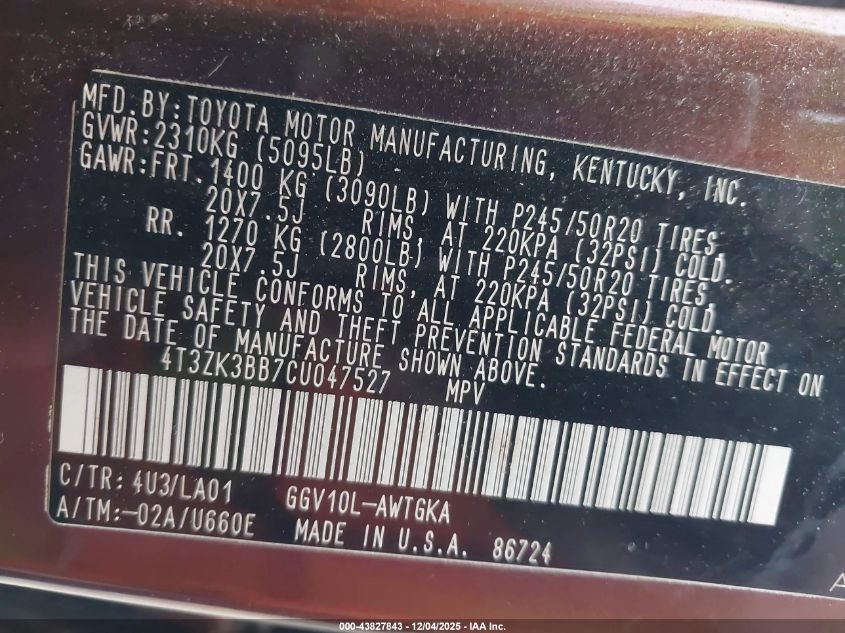 MFD.BY:TOYOTA MOTOR MANUFACTURING, KENTUCKY, INC.
GVWR:2310KG (5095LB)
GAWR:FRT.1400 KG (3090LB) WITH P245/50R20 TIRES,
20X7.5J RIMS, AT 220KPA (32PSI) COLD.
RR. 1270 KG (2800LB) WITH P245/50R20 TIRES,
20X7.5J RIMS, AT 220KPA (32PSI) COLD.
THIS VEHICLE CONFORMS TO ALL APPLICABLE FEDERAL MOTOR
VEHICLE SAFETY AND THEFT PREVENTION STANDARDS IN EFFECT ON
THE DATE OF MANUFACTURE SHOWN ABOVE.
4T3ZK3BB7CU047527 MPV
C/TR: 4U3/LA01 GGV10L-AWTGKA
A/TM:-02A/U660E MADE IN U.S.A. 86724
A
000-43827843 - 12/04/2025 - IAA Inc.